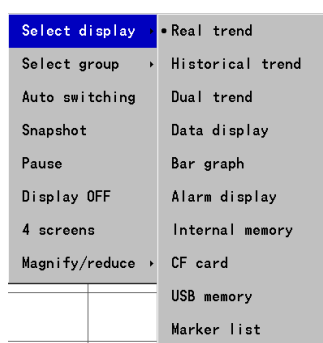 Select display
Select group
Auto switching
Snapshot
Pause
Display OFF
4 screens
Magnify/reduce
Real trend
Historical trend
Dual trend
Data display
Bar graph
Alarm display
Internal memory
CF card
USB memory
Marker list